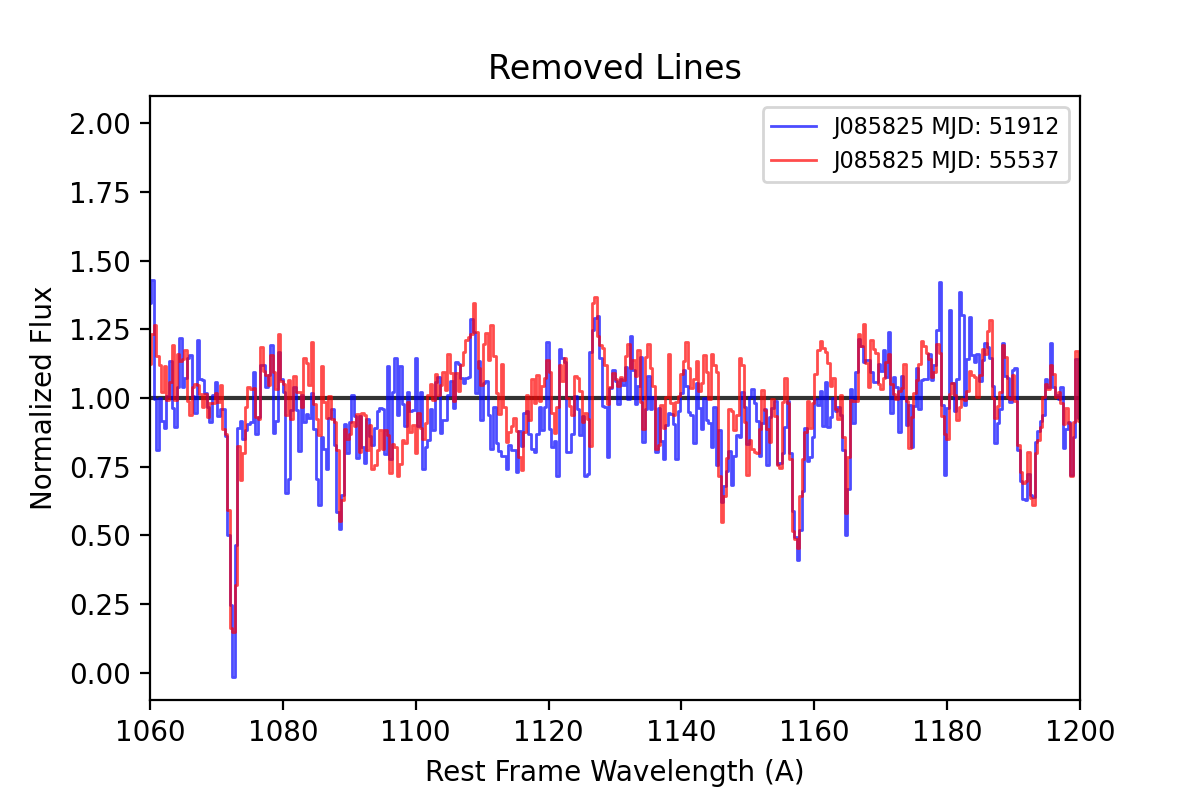 Removed Lines
J085825 MJD: 51912
J085825 MJD: 55537
2.00
1.75
1.50
1.25
1.00
0.75
0.50
0.25
0.00
Normalized Flux
1060 1080 1100 1120 1140 1160 1180 1200
Rest Frame Wavelength (A)